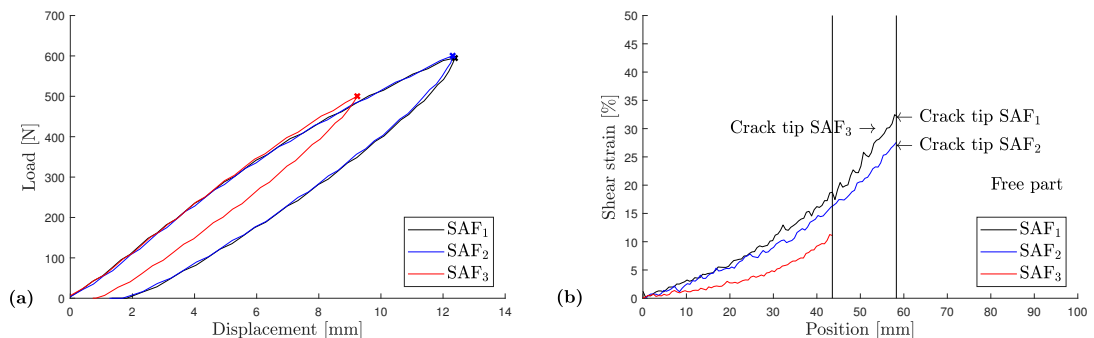 700
600
500
400
300
200
100
0
Load [N]
0 2 4 6 8 10 12 14
Displacement [mm]
SAF₁
SAF₂
SAF₃
(a)
50
45
40
35
30
25
20
15
10
5
0
Shear strain [%]
0 10 20 30 40 50 60 70 80 90 100
Position [mm]
Crack tip SAF₃ →
← Crack tip SAF₁
← Crack tip SAF₂
Free part
SAF₁
SAF₂
SAF₃
(b)